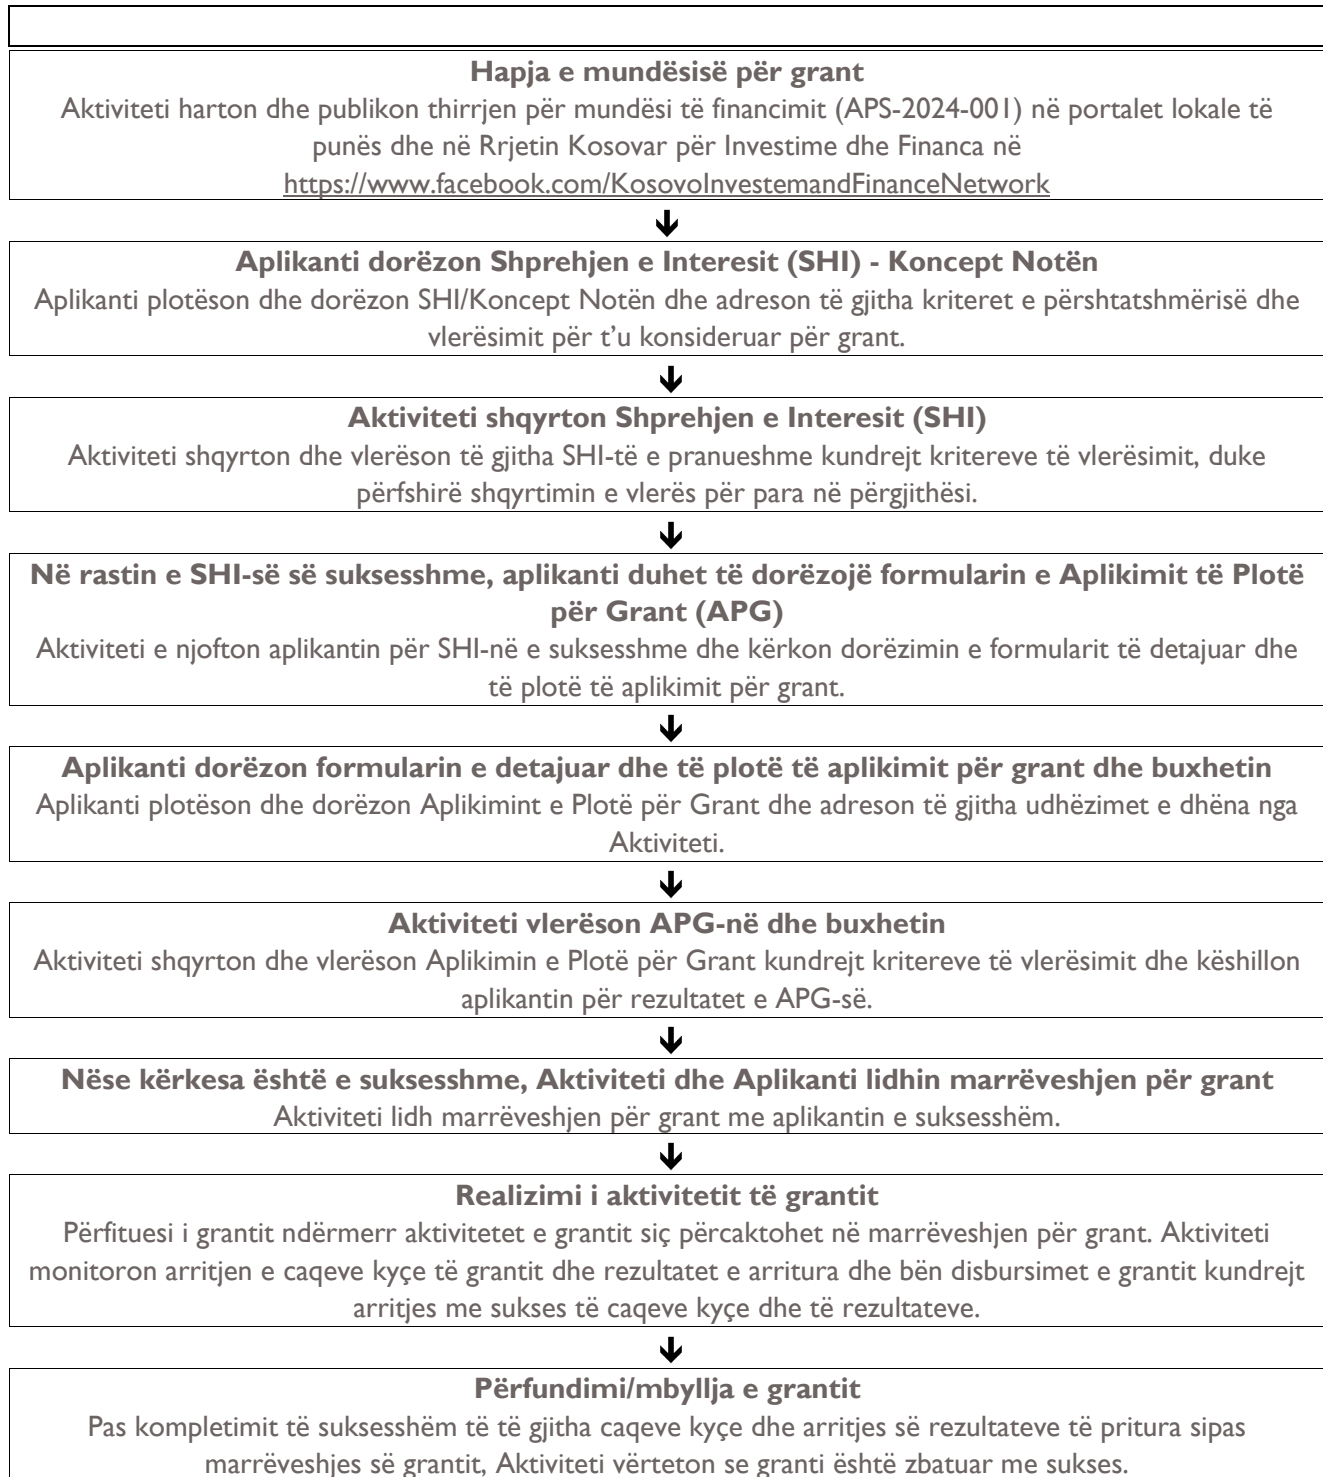 Hapja e mundësisë për grant
Aktiviteti harton dhe publikon thirrjen për mundësi të financimit (APS-2024-001) në portalet lokale të
punës dhe në Rrjetin Kosovar për Investime dhe Financa në
https://www.facebook.com/KosovoInvestemandFinanceNetwork
Aplikanti dorëzon Shprehjen e Interesit (SHI) - Koncept Notën
Aplikanti plotëson dhe dorëzon SHI/Koncept Notën dhe adreson të gjitha kriteret e përshtatshmërisë dhe
vlerësimit për t’u konsideruar për grant.
Aktiviteti shqyrton Shprehjen e Interesit (SHI)
Aktiviteti shqyrton dhe vlerëson të gjitha SHI-të e pranueshme kundrejt kritereve të vlerësimit, duke
përfshirë shqyrtimin e vlerës për para në përgjithësi.
Në rastin e SHI-së së suksesshme, aplikanti duhet të dorëzojë formularin e Aplikimit të Plotë
për Grant (APG)
Aktiviteti e njofton aplikantin për SHI-në e suksesshme dhe kërkon dorëzimin e formularit të detajuar dhe
të plotë të aplikimit për grant.
Aplikanti dorëzon formularin e detajuar dhe të plotë të aplikimit për grant dhe buxhetin
Aplikanti plotëson dhe dorëzon Aplikimint e Plotë për Grant dhe adreson të gjitha udhëzimet e dhëna nga
Aktiviteti.
Aktiviteti vlerëson APG-në dhe buxhetin
Aktiviteti shqyrton dhe vlerëson Aplikimin e Plotë për Grant kundrejt kritereve të vlerësimit dhe këshillon
aplikantin për rezultatet e APG-së.
Nëse kërkesa është e suksesshme, Aktiviteti dhe Aplikanti lidhin marrëveshjen për grant
Aktiviteti lidh marrëveshjen për grant me aplikantin e suksesshëm.
Realizimi i aktivitetit të grantit
Përfituesi i grantit ndërmerr aktivitetet e grantit siç përcaktohet në marrëveshjen për grant. Aktiviteti
monitoron arritjen e caqeve kyçe të grantit dhe rezultatet e arritura dhe bën disbursimet e grantit kundrejt
arritjes me sukses të caqeve kyçe dhe të rezultateve.
Përfundimi/mbyllja e grantit
Pas kompletimit të suksesshëm të të gjitha caqeve kyçe dhe arritjes së rezultateve të pritura sipas
marrëveshjes së grantit, Aktiviteti vërteton se granti është zbatuar me sukses.